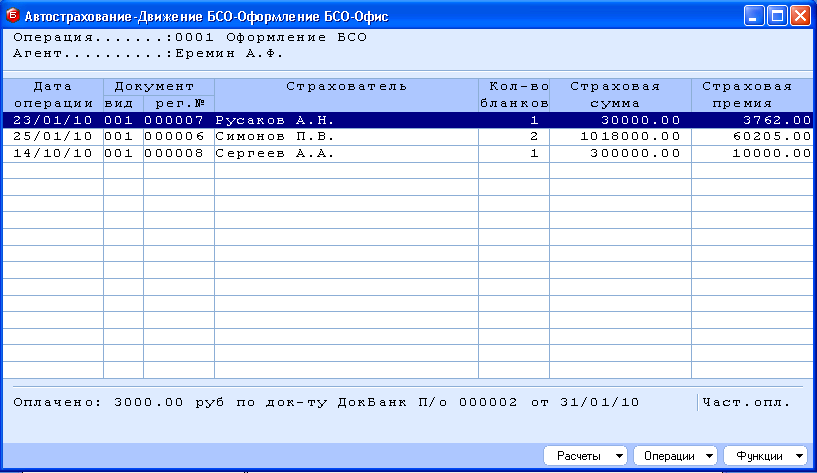 Автострахование-Движение БСО-Оформление БСО-Офис
Операция.......:0001 Оформление БСО
Агент..........:Еремин А.Ф.
Дата операции Документ вид рег.№ Страхователь Кол-во бланков Страховая сумма Страховая премия
23/01/10 001 000007 Русаков А.Н. 1 30000.00 3762.00
25/01/10 001 000006 Симонов П.В. 2 1018000.00 60205.00
14/10/10 001 000008 Сергеев А.А. 1 300000.00 10000.00
Оплачено: 3000.00 руб по док-ту ДокБанк П/о 000002 от 31/01/10 Част.опл.
Расчеты Операции Функции